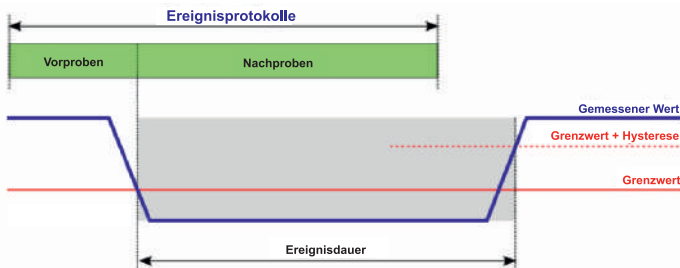 Ereignisprotokolle
Vorproben
Nachproben
Gemessener Wert
Grenzwert + Hysterese
Grenzwert
Ereignisdauer